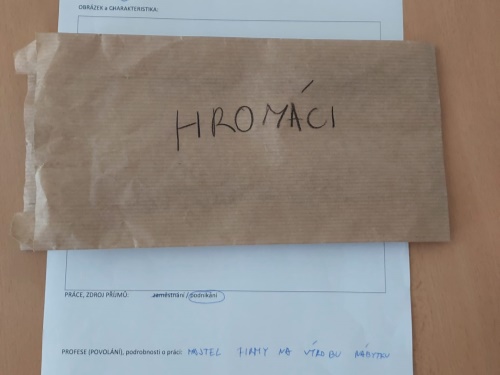 OBRÁZEK a CHARAKTERISTIKA:
HROMÁCI
PRÁCE, ZDROJ PŘÍJMŮ: zaměstnání / podnikání
PROFESE (POVOLÁNÍ), podrobnosti o práci: MAJITEL FIRMY NA VÝROBU NÁBYTKU